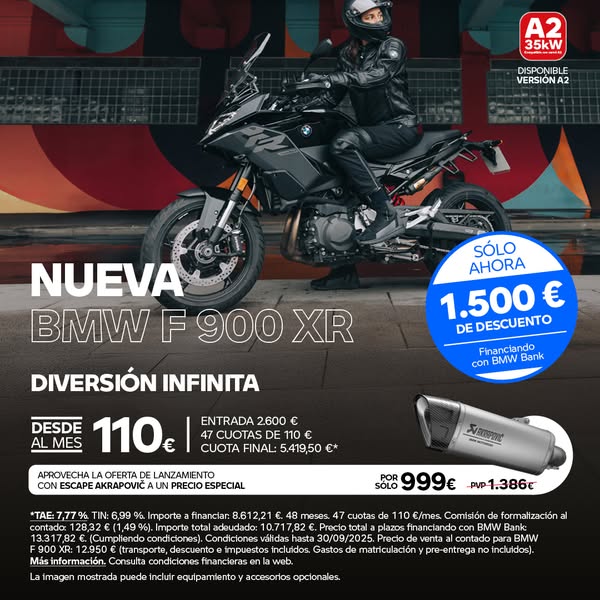 A2
35kW
DISPONIBLE
VERSIÓN A2
NUEVA
BMW F 900 XR
SÓLO
AHORA
1.500 €
DE DESCUENTO
Financiando
con BMW Bank
DIVERSIÓN INFINITA
DESDE
AL MES
110€
ENTRADA 2.600 €
47 CUOTAS DE 110 €
CUOTA FINAL: 5.419,50 €*
AKRAPOVIČ
APROVECHA LA OFERTA DE LANZAMIENTO
CON ESCAPE AKRAPOVIČ A UN PRECIO ESPECIAL
POR
SÓLO
999€
PVP 1.386€
*TAE: 7,77 %. TIN: 6,99 %. Importe a financiar: 8.612,21 €. 48 meses. 47 cuotas de 110 €/mes. Comisión de formalización al
contado: 128,32 € (1,49 %). Importe total adeudado: 10.717,82 €. Precio total a plazos financiando con BMW Bank:
13.317,82 €. (Cumpliendo condiciones). Condiciones válidas hasta 30/09/2025. Precio de venta al contado para BMW
F 900 XR: 12.950 € (transporte, descuento e impuestos incluidos. Gastos de matriculación y pre-entrega no incluidos).
Más información. Consulta condiciones financieras en la web.
La imagen mostrada puede incluir equipamiento y accesorios opcionales.